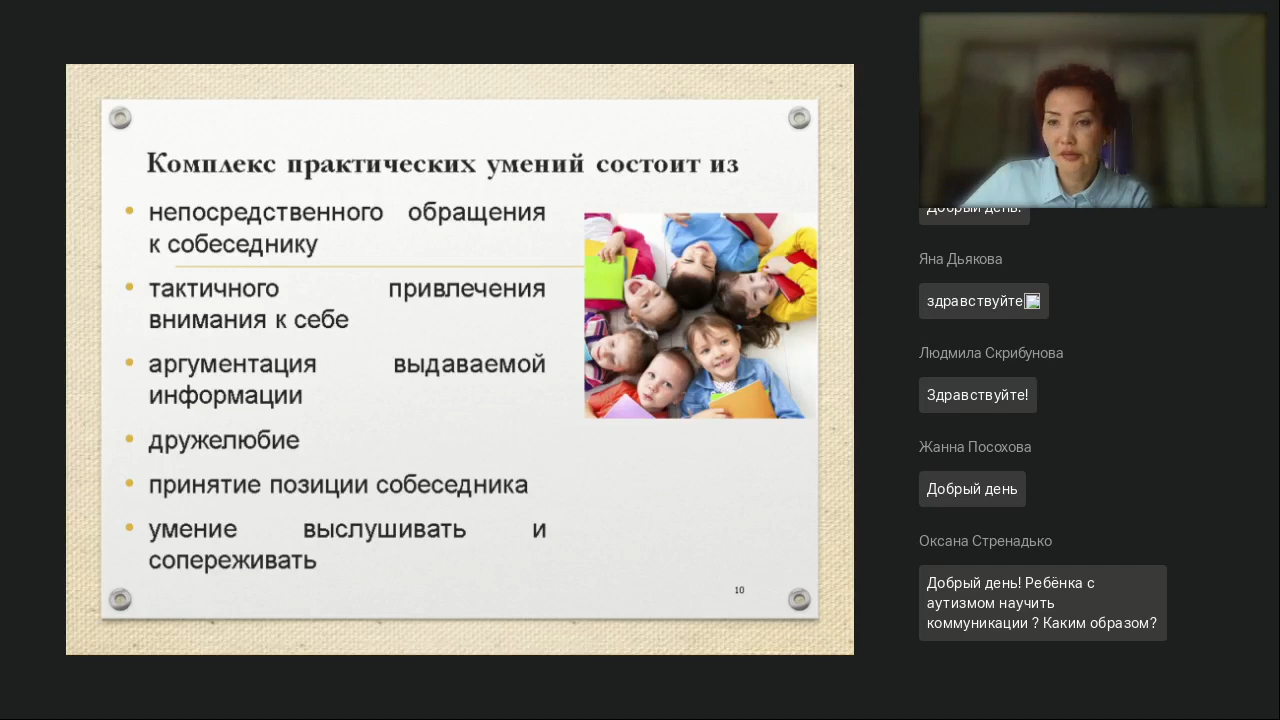 Комплекс практических умений состоит из
непосредственного обращения
к собеседнику
тактичного привлечения
внимания к себе
аргументация выдаваемой
информации
дружелюбие
принятие позиции собеседника
умение выслушивать и
сопереживать
10
Добрый день!
Яна Дьякова
здравствуйте
Людмила Скрибунова
Здравствуйте!
Жанна Посохова
Добрый день
Оксана Стренадько
Добрый день! Ребёнка с
аутизмом научить
коммуникации ? Каким образом?